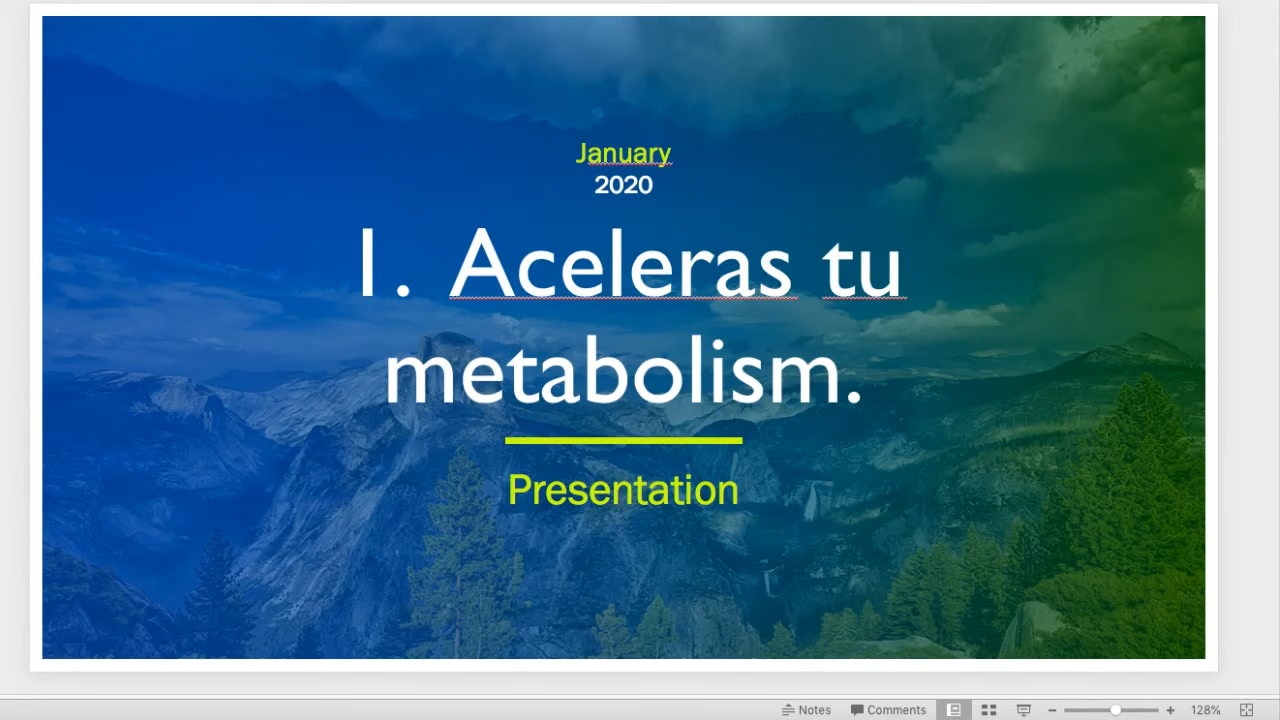 January
2020
1. Aceleras tu
metabolism.
Presentation
Notes Comments 128%